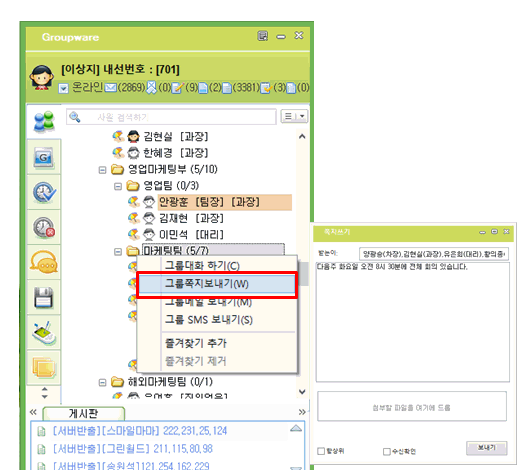 Groupware
[이상지] 내선번호 : [701]
온라인 (2869) (0) (9) (2) (3381) (3) (0)
사원 검색하기
김현실 [과장]
한혜경 [과장]
영업마케팅부 (5/10)
영업팀 (0/3)
안광훈 [팀장] [과장]
김재현 [과장]
이민석 [대리]
마케팅팀 (5/7)
그룹대화 하기(C)
그룹쪽지보내기(W)
그룹메일 보내기(M)
그룹 SMS 보내기(S)
즐겨찾기 추가
즐겨찾기 제거
해외마케팅팀 (0/1)
게시판
[서버반출][스마일마마] 222,231,25,124
[서버반출][그린월드] 211,115,80,98
[서버반출][송원석]121,254,162,229
쪽지쓰기
받는이:
양광승(차장),김현실(과장),유은희(대리),황의종(
다음주 화요일 오전 8시 30분에 전체 회의 있습니다.
첨부할 파일을 여기에 드롭
항상위
수신확인
보내기